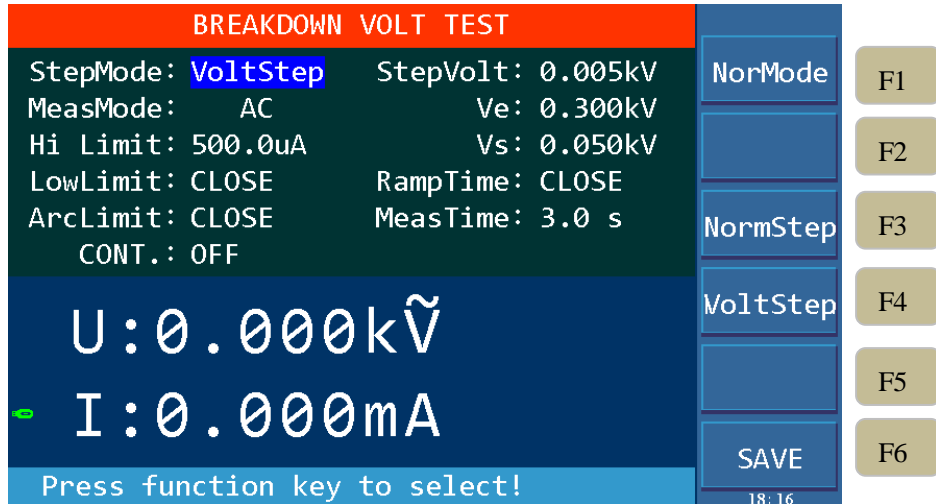 BREAKDOWN VOLT TEST
StepMode: VoltStep StepVolt: 0.005kV
MeasMode: AC Ve: 0.300kV
Hi Limit: 500.0uA Vs: 0.050kV
LowLimit: CLOSE RampTime: CLOSE
ArcLimit: CLOSE MeasTime: 3.0 s
CONT.: OFF
U:0.000kṼ
I:0.000mA
Press function key to select!
NorMode
NormStep
VoltStep
SAVE
18:16
F1
F2
F3
F4
F5
F6